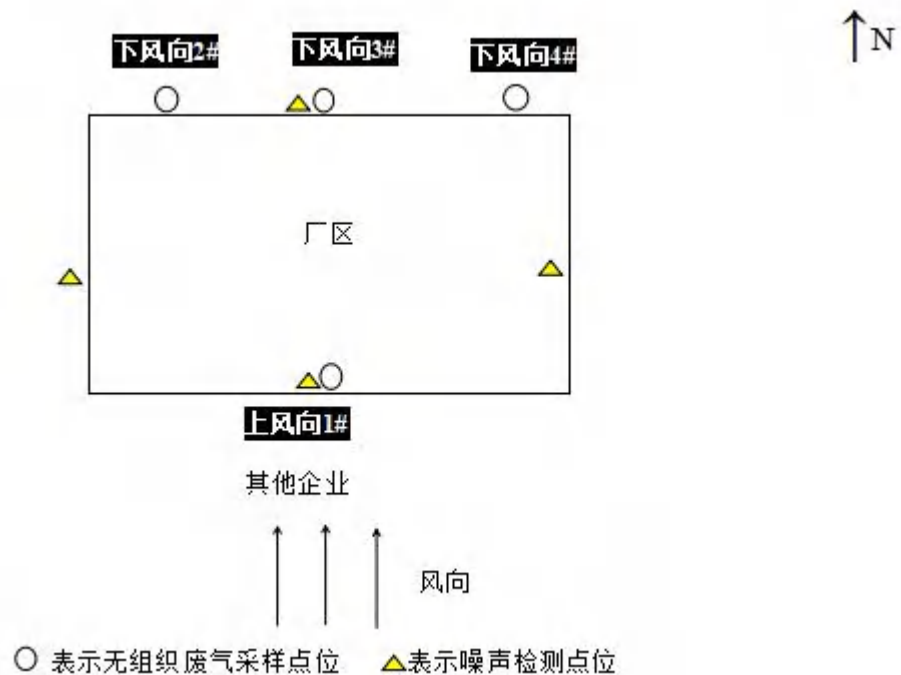 下风向2# 下风向3# 下风向4#
N
厂区
上风向1#
其他企业
风向
表示无组织废气采样点位 表示噪声检测点位